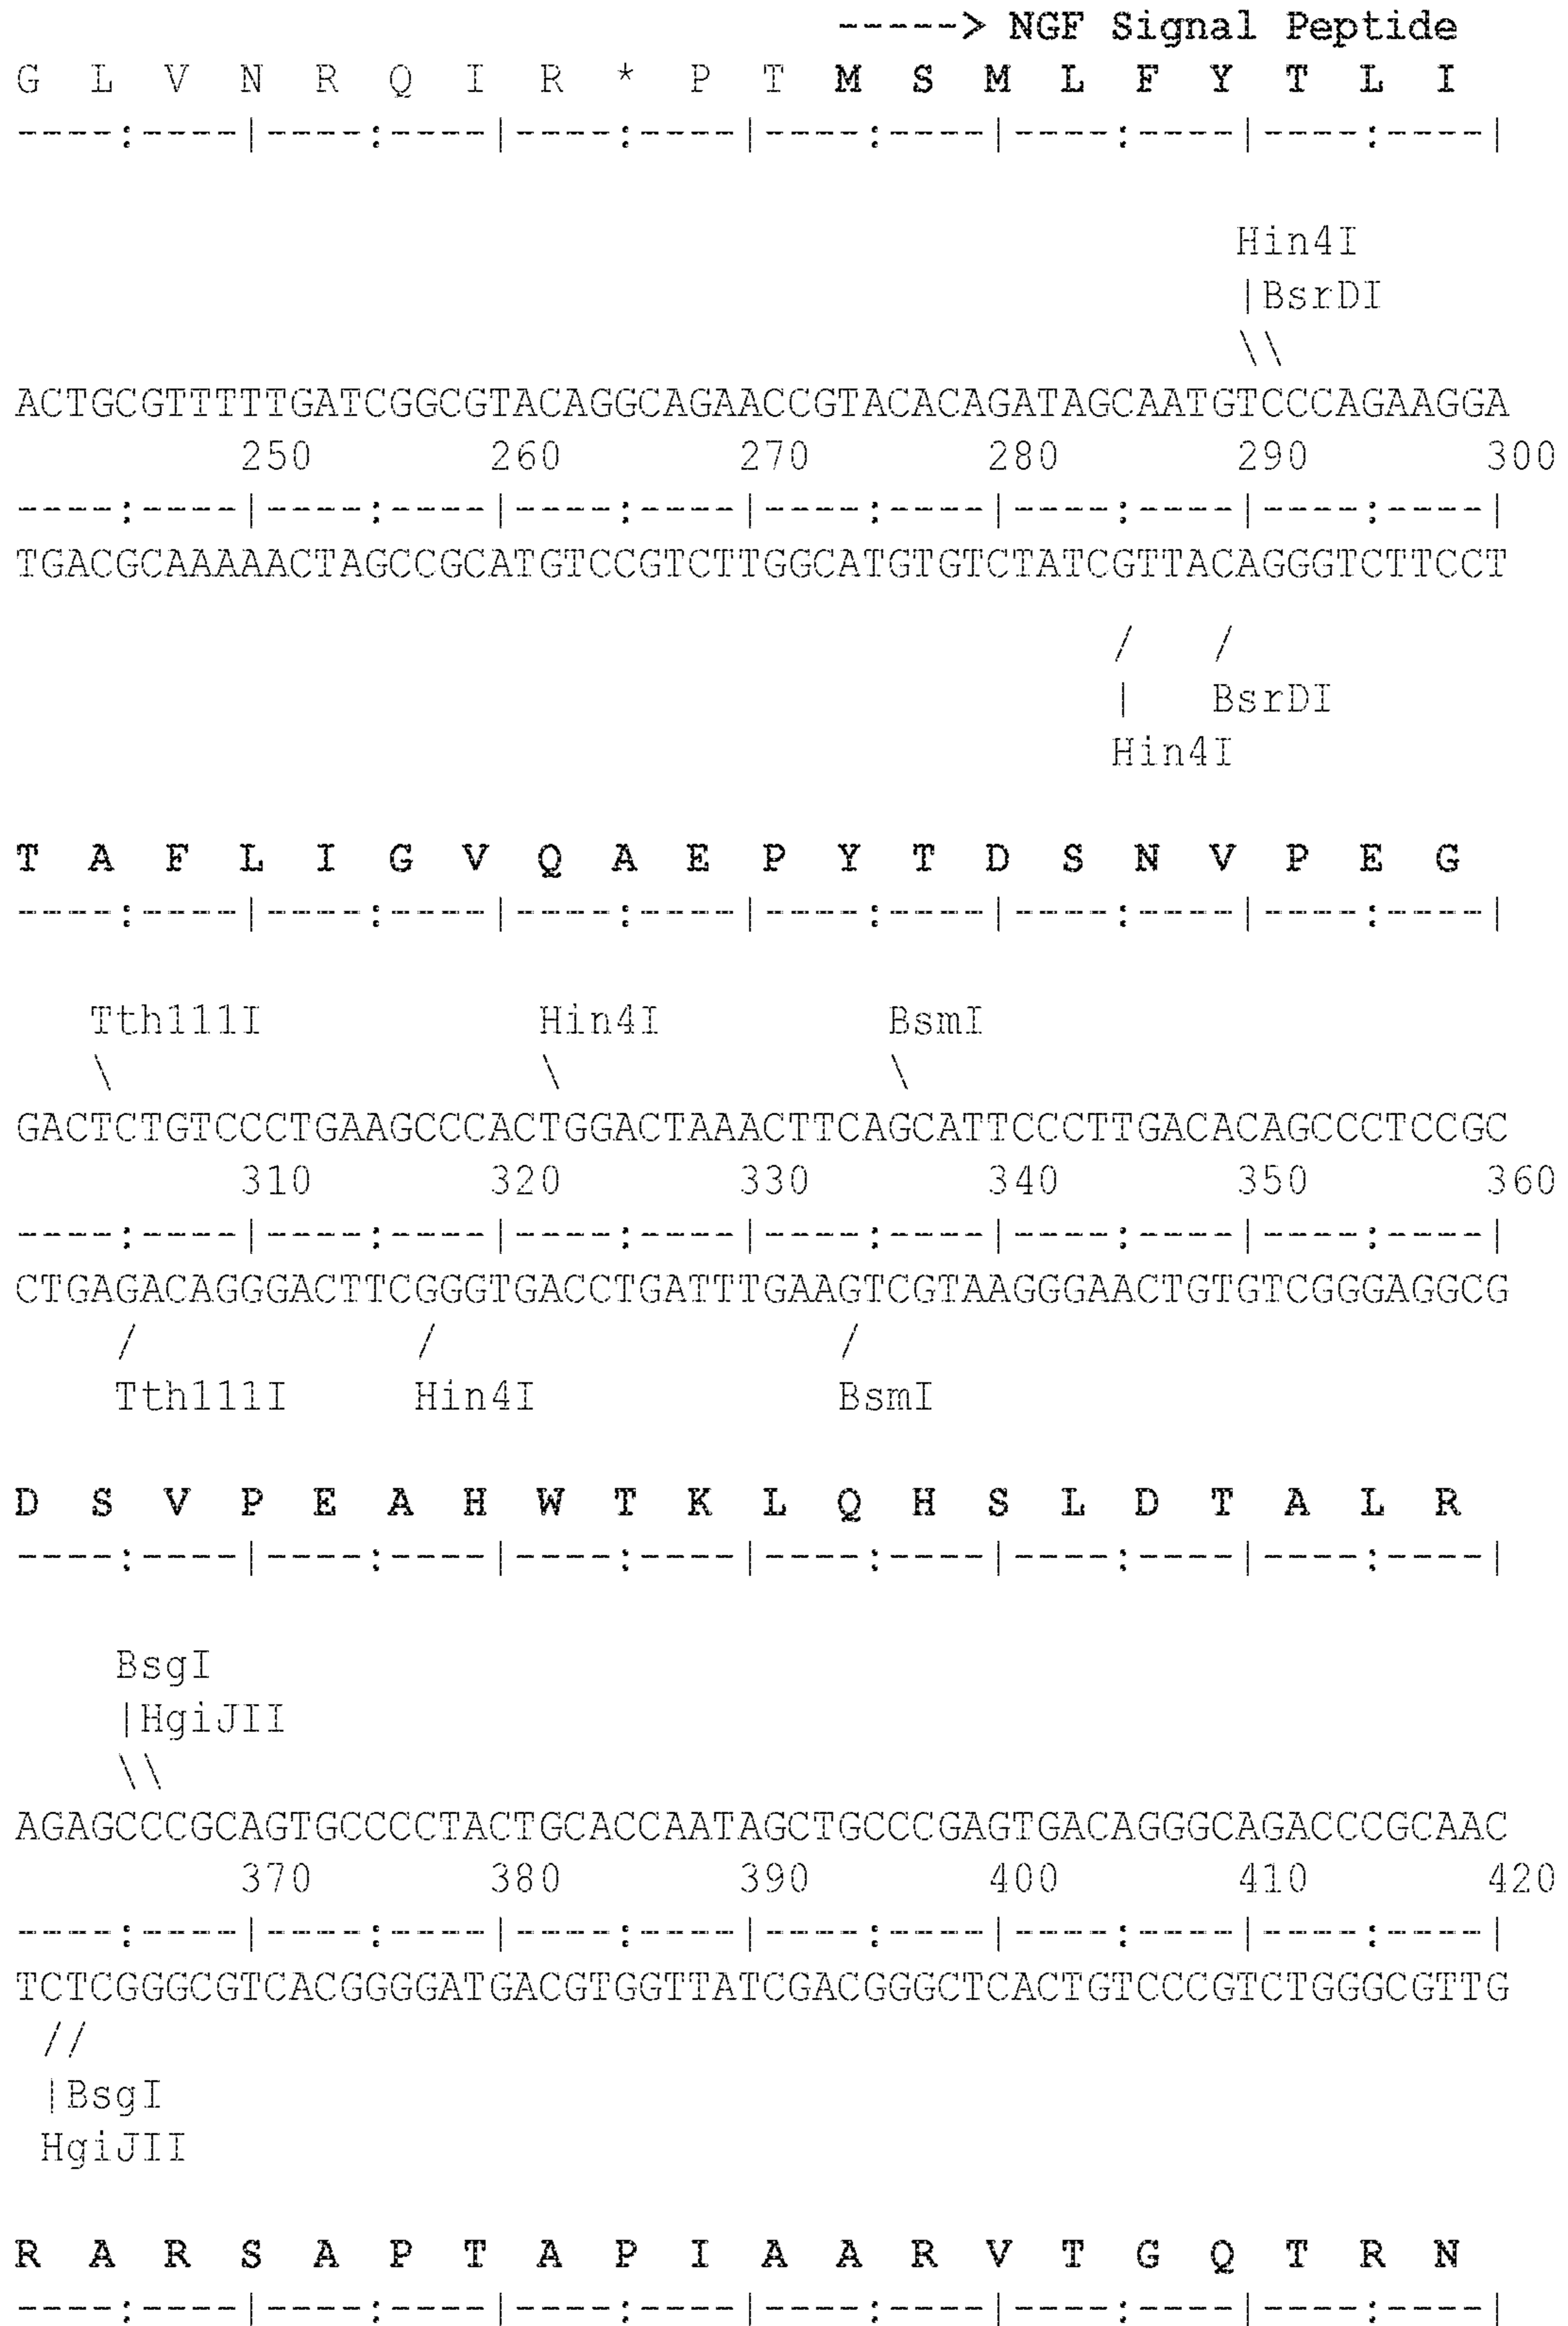 -----> NGF Signal Peptide
G L V N R Q I R * P T M S M L F Y T L I
----:----|----:----|----:----|----:----|----:----|----:----|
Hin4I
|BsrDI
\\
ACTGCGTTTTTGATCGGCGTACAGGCAGAACCGTACACAGATAGCAATGTCCCAGAAGGA
250 260 270 280 290 300
----:----|----:----|----:----|----:----|----:----|----:----|
TGACGCAAAAACTAGCCGCATGTCCGTCTTGGCATGTGTCTATCGTTACAGGGTCTTCCT
/ /
| BsrDI
Hin4I
T A F L I G V Q A E P Y T D S N V P E G
----:----|----:----|----:----|----:----|----:----|----:----|
Tth111I Hin4I BsmI
\ \ \
GACTCTGTCCCTGAAGCCCACTGGACTAAACTTCAGCATTCCCTTGACACAGCCCTCCGC
310 320 330 340 350 360
----:----|----:----|----:----|----:----|----:----|----:----|
CTGAGACAGGGACTTCGGGTGACCTGATTTGAAGTCGTAAGGGAACTGTGTCGGGAGGCG
/ / /
Tth111I Hin4I BsmI
D S V P E A H W T K L Q H S L D T A L R
----:----|----:----|----:----|----:----|----:----|----:----|
BsgI
|HgiJII
\\
AGAGCCCGCAGTGCCCCTACTGCACCAATAGCTGCCCGAGTGACAGGGCAGACCCGCAAC
370 380 390 400 410 420
----:----|----:----|----:----|----:----|----:----|----:----|
TCTCGGGCGTCACGGGGATGACGTGGTTATCGACGGGCTCACTGTCCCGTCTGGGCGTTG
//
|BsgI
HgiJII
R A R S A P T A P I A A R V T G Q T R N
----:----|----:----|----:----|----:----|----:----|----:----|